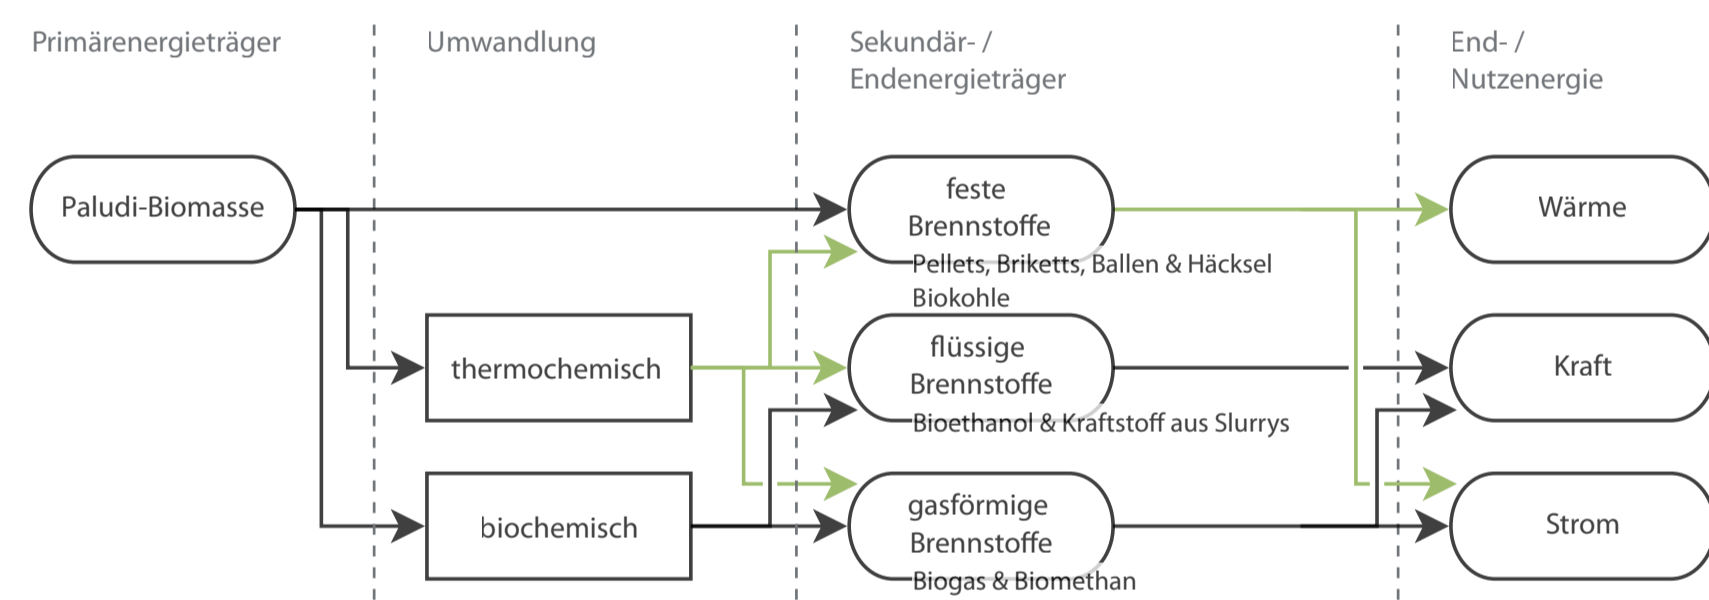 Primärenergieträger
Umwandlung
Sekundär- /
Endenergieträger
End- /
Nutzenergie
Paludi-Biomasse
feste
Brennstoffe
Pellets, Briketts, Ballen & Häcksel
Biokohle
Wärme
thermochemisch
flüssige
Brennstoffe
Bioethanol & Kraftstoff aus Slurrys
Kraft
biochemisch
gasförmige
Brennstoffe
Biogas & Biomethan
Strom